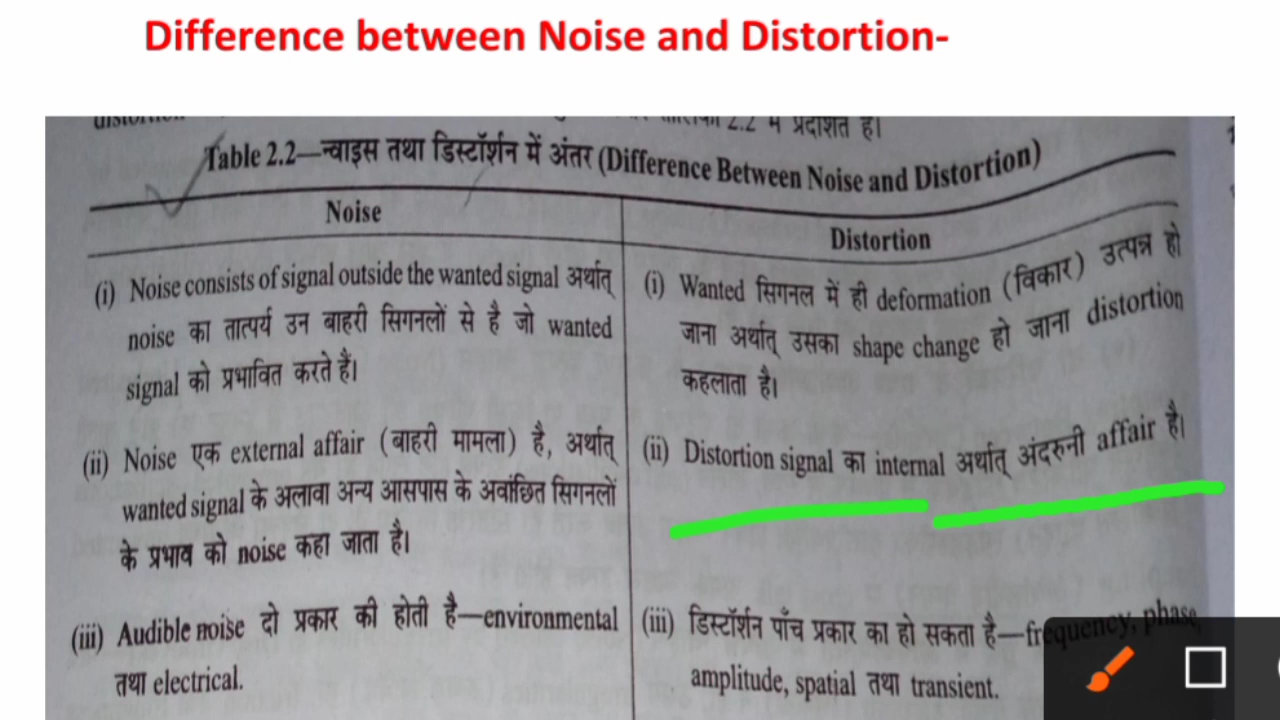 Difference between Noise and Distortion-
2.2 में प्रदर्शित है।
Table 2.2—न्वाइस तथा डिस्टॉर्शन में अंतर (Difference Between Noise and Distortion)
Noise
(i) Noise consists of signal outside the wanted signal अर्थात्
noise का तात्पर्य उन बाहरी सिगनलों से है जो wanted
signal को प्रभावित करते हैं।
(ii) Noise एक external affair (बाहरी मामला) है, अर्थात्
wanted signal के अलावा अन्य आसपास के अवांछित सिगनलों
के प्रभाव को noise कहा जाता है।
(iii) Audible noise दो प्रकार की होती है—environmental
तथा electrical.
Distortion
(i) Wanted सिगनल में ही deformation (विकार) उत्पन्न हो
जाना अर्थात् उसका shape change हो जाना distortion
कहलाता है।
(ii) Distortion signal का internal अर्थात् अंदरुनी affair है।
(iii) डिस्टॉर्शन पाँच प्रकार का हो सकता है—frequency, phase,
amplitude, spatial तथा transient.